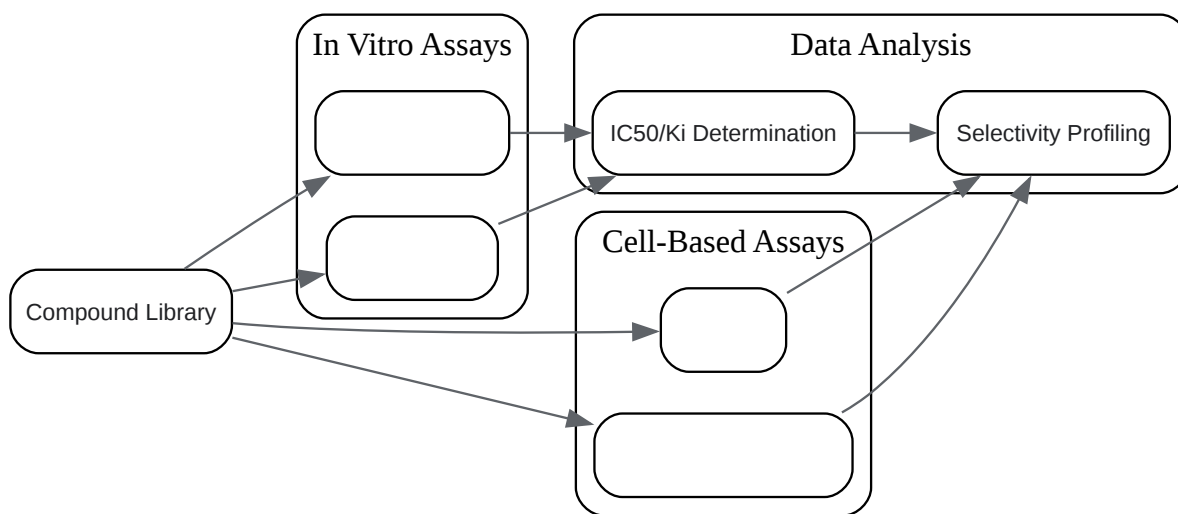 In Vitro Assays
Data Analysis
IC50/Ki Determination
Selectivity Profiling
Cell-Based Assays
Compound Library